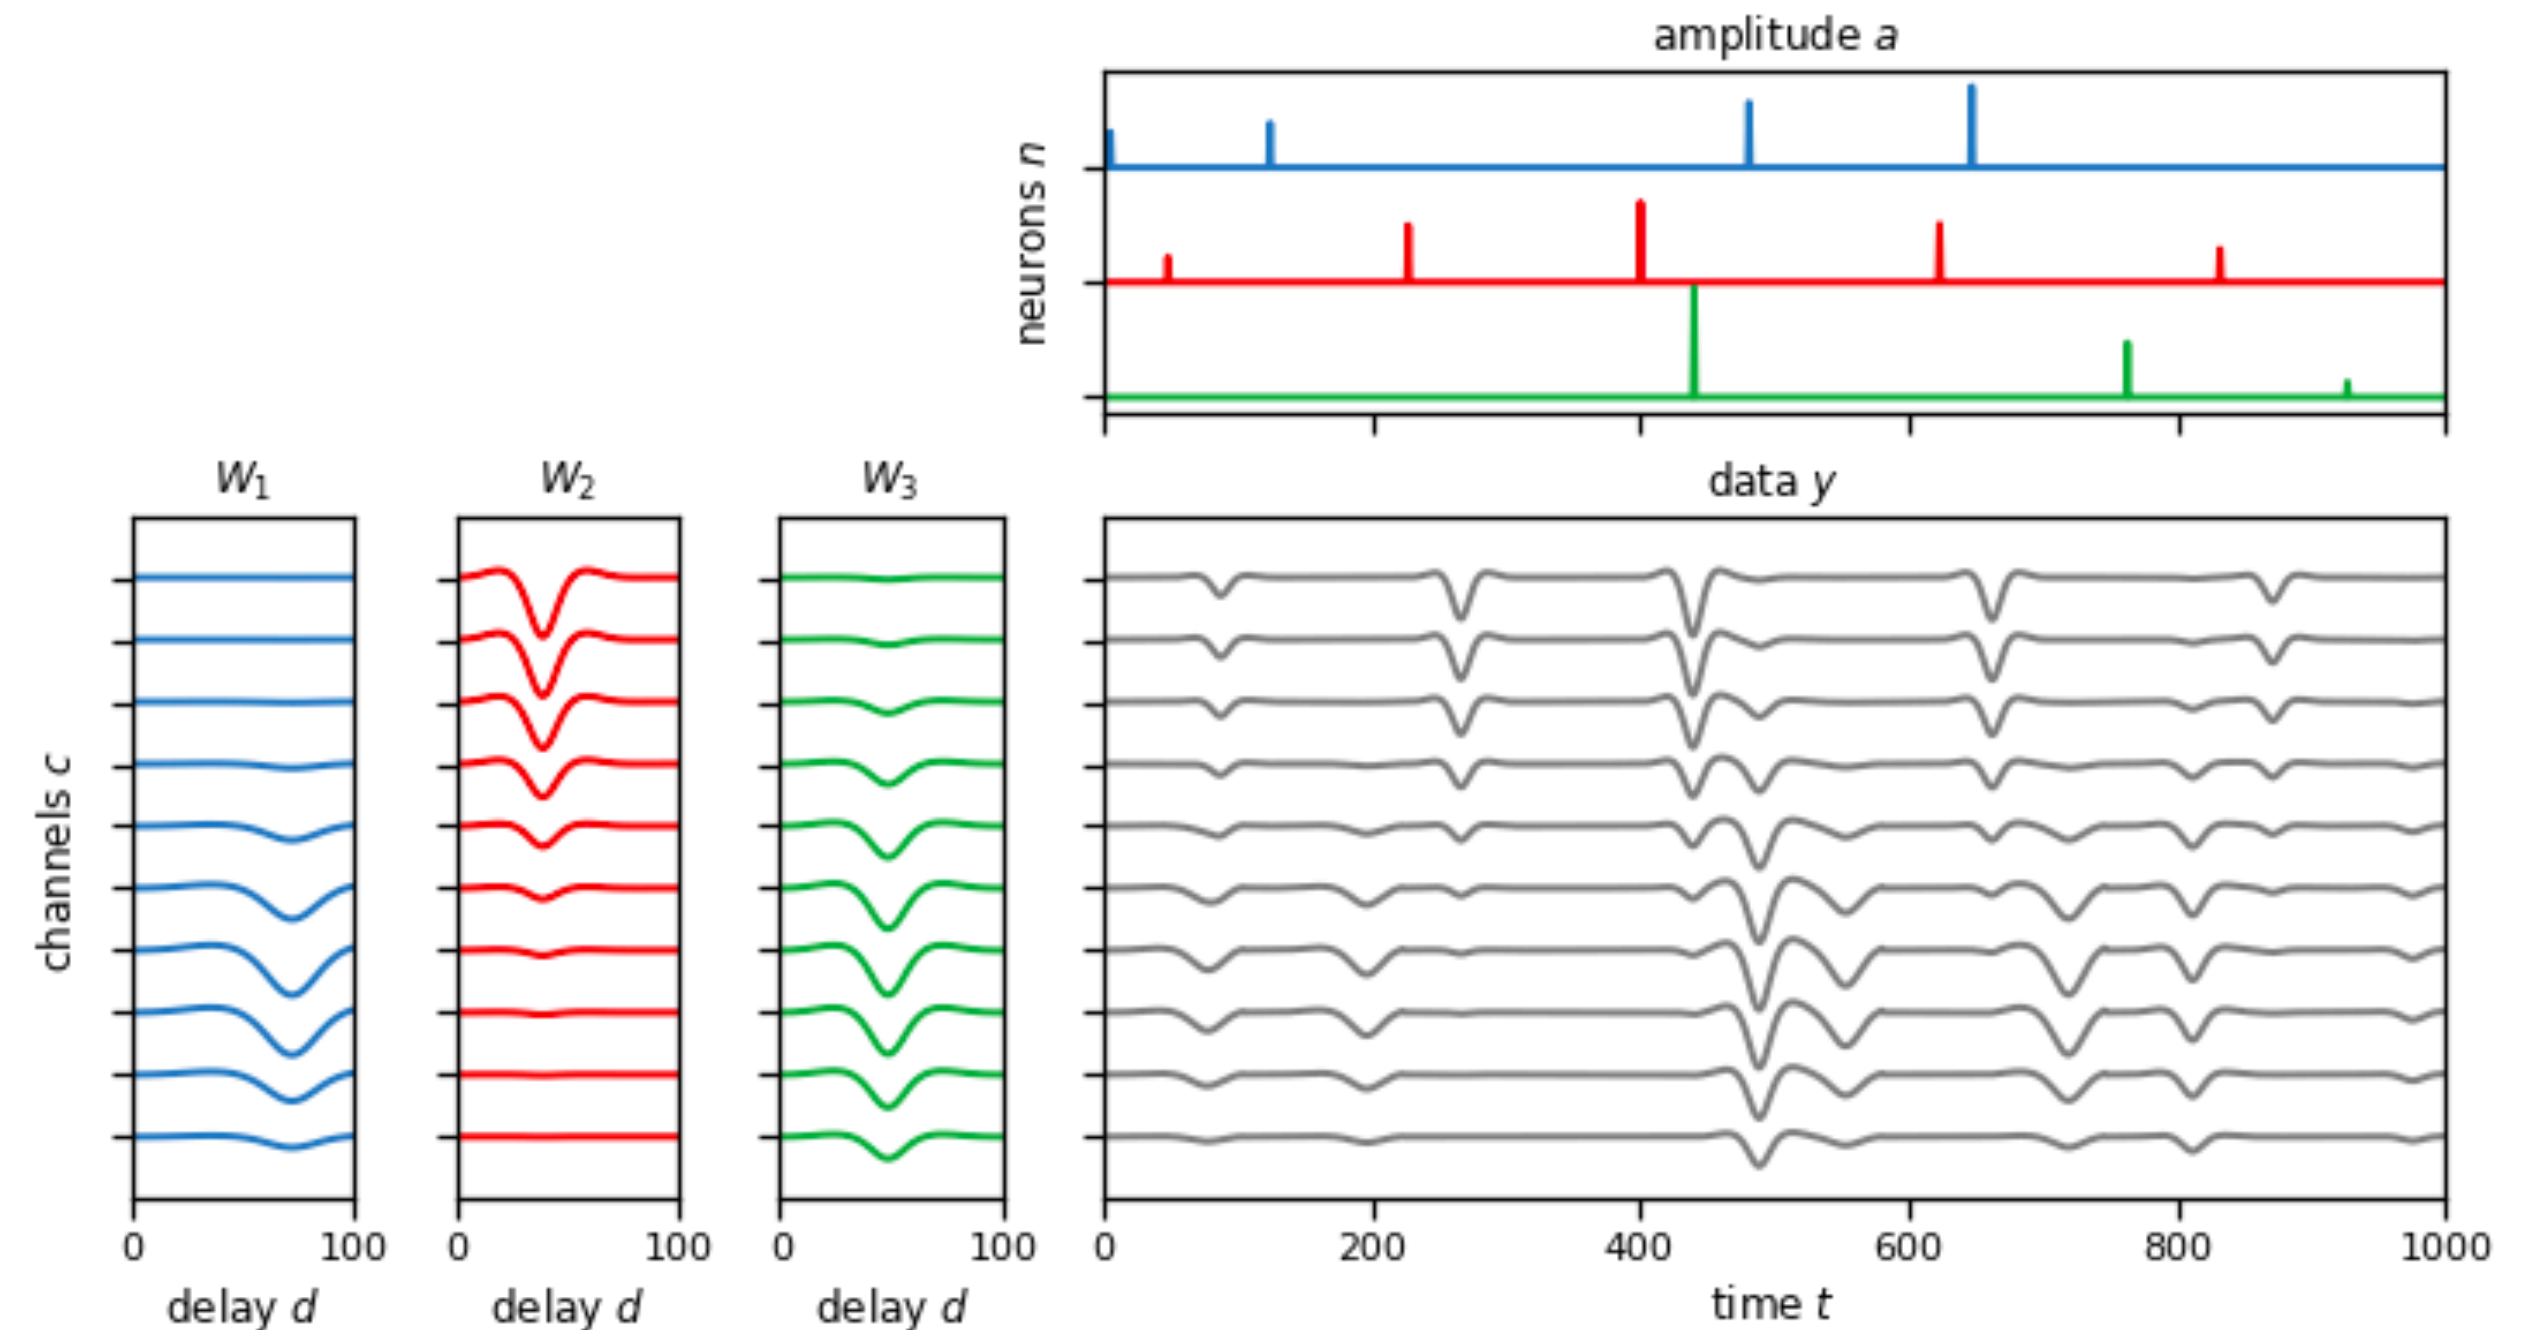 amplitude a
neurons n
W1
W2
W3
data y
channels c
0 100
0 100
0 100
0 200 400 600 800 1000
delay d
delay d
delay d
time t